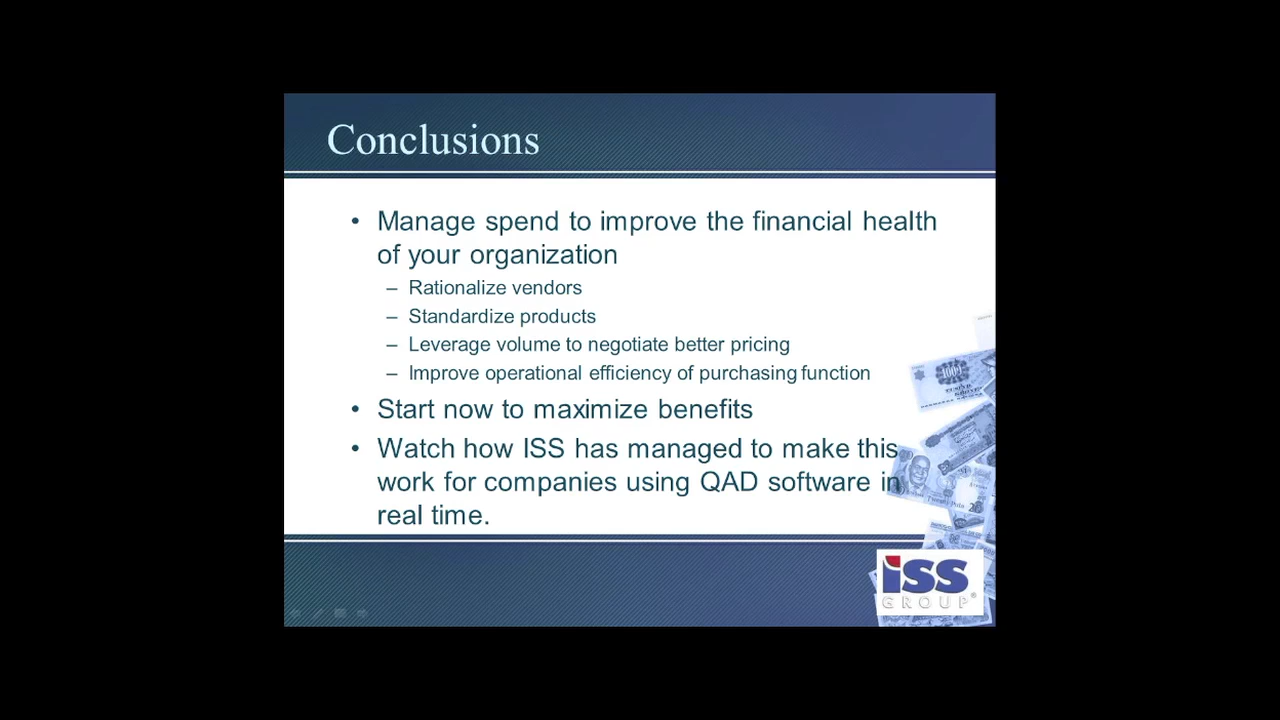 Conclusions
• Manage spend to improve the financial health
of your organization
– Rationalize vendors
– Standardize products
– Leverage volume to negotiate better pricing
– Improve operational efficiency of purchasing function
• Start now to maximize benefits
• Watch how ISS has managed to make this
work for companies using QAD software in
real time.
iss
GROUP®